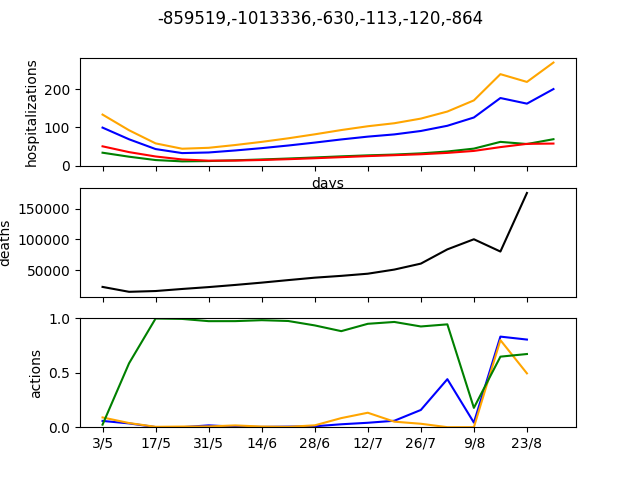 -859519,-1013336,-630,-113,-120,-864
hospitalizations
200
100
0
days
deaths
150000
100000
50000
actions
1.0
0.5
0.0
3/5 17/5 31/5 14/6 28/6 12/7 26/7 9/8 23/8